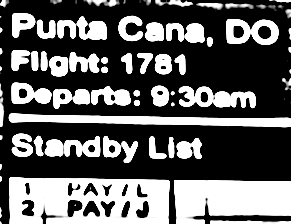 Punta Cana, DO
Flight: 1781
Departs: 9:30am
Standby List
1 PAY/L
2 PAY/J